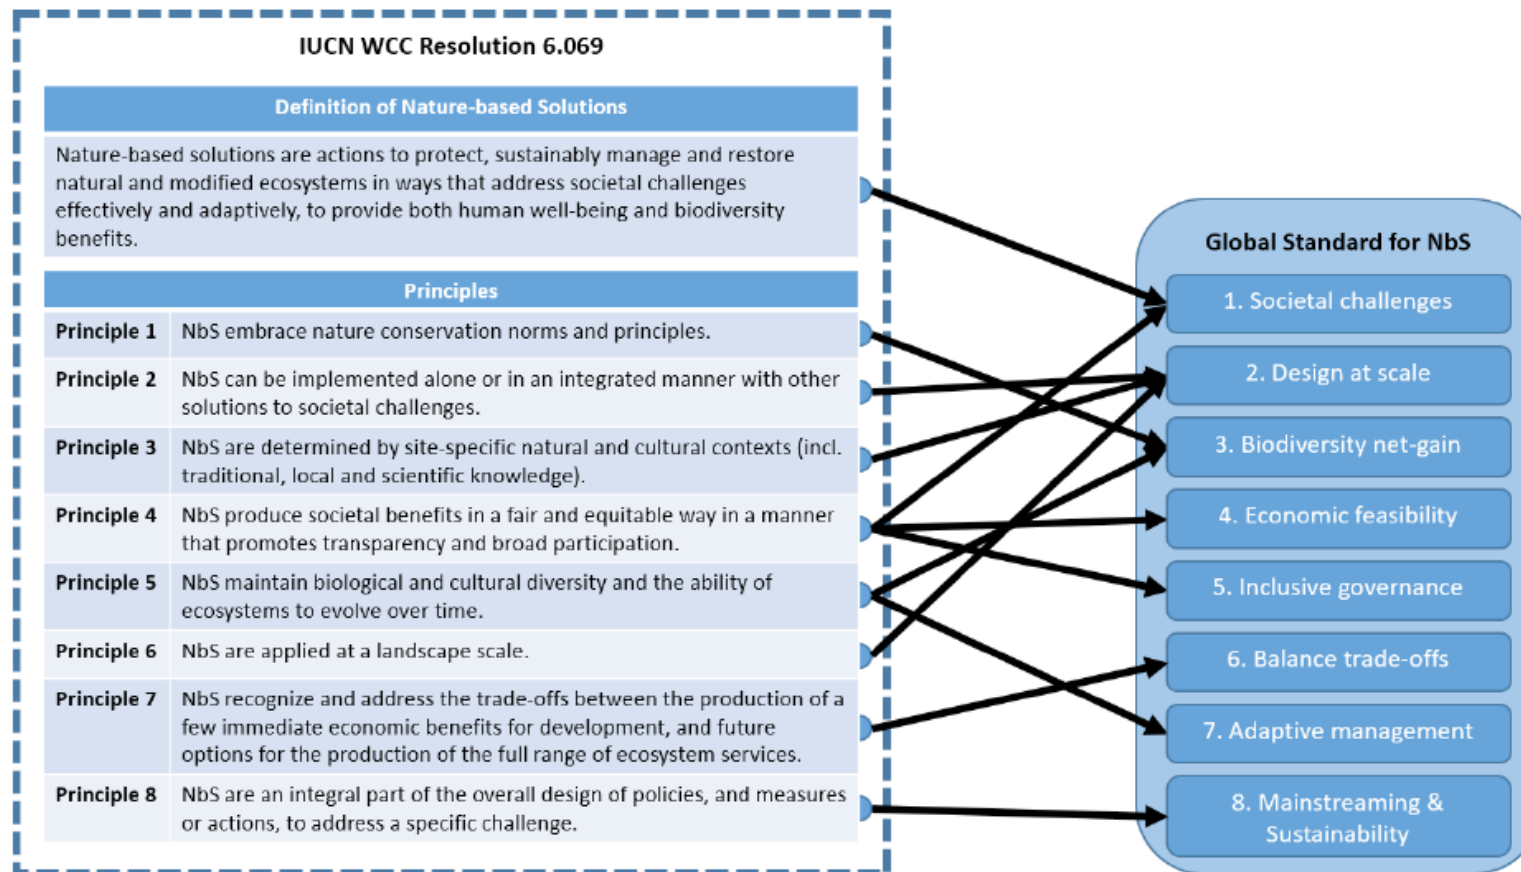 IUCN WCC Resolution 6.069
Definition of Nature-based Solutions
Nature-based solutions are actions to protect, sustainably manage and restore
natural and modified ecosystems in ways that address societal challenges
effectively and adaptively, to provide both human well-being and biodiversity
benefits.
Principles
Principle 1 NbS embrace nature conservation norms and principles.
Principle 2 NbS can be implemented alone or in an integrated manner with other
solutions to societal challenges.
Principle 3 NbS are determined by site-specific natural and cultural contexts (incl.
traditional, local and scientific knowledge).
Principle 4 NbS produce societal benefits in a fair and equitable way in a manner
that promotes transparency and broad participation.
Principle 5 NbS maintain biological and cultural diversity and the ability of
ecosystems to evolve over time.
Principle 6 NbS are applied at a landscape scale.
Principle 7 NbS recognize and address the trade-offs between the production of a
few immediate economic benefits for development, and future
options for the production of the full range of ecosystem services.
Principle 8 NbS are an integral part of the overall design of policies, and measures
or actions, to address a specific challenge.
Global Standard for NbS
1. Societal challenges
2. Design at scale
3. Biodiversity net-gain
4. Economic feasibility
5. Inclusive governance
6. Balance trade-offs
7. Adaptive management
8. Mainstreaming &
Sustainability